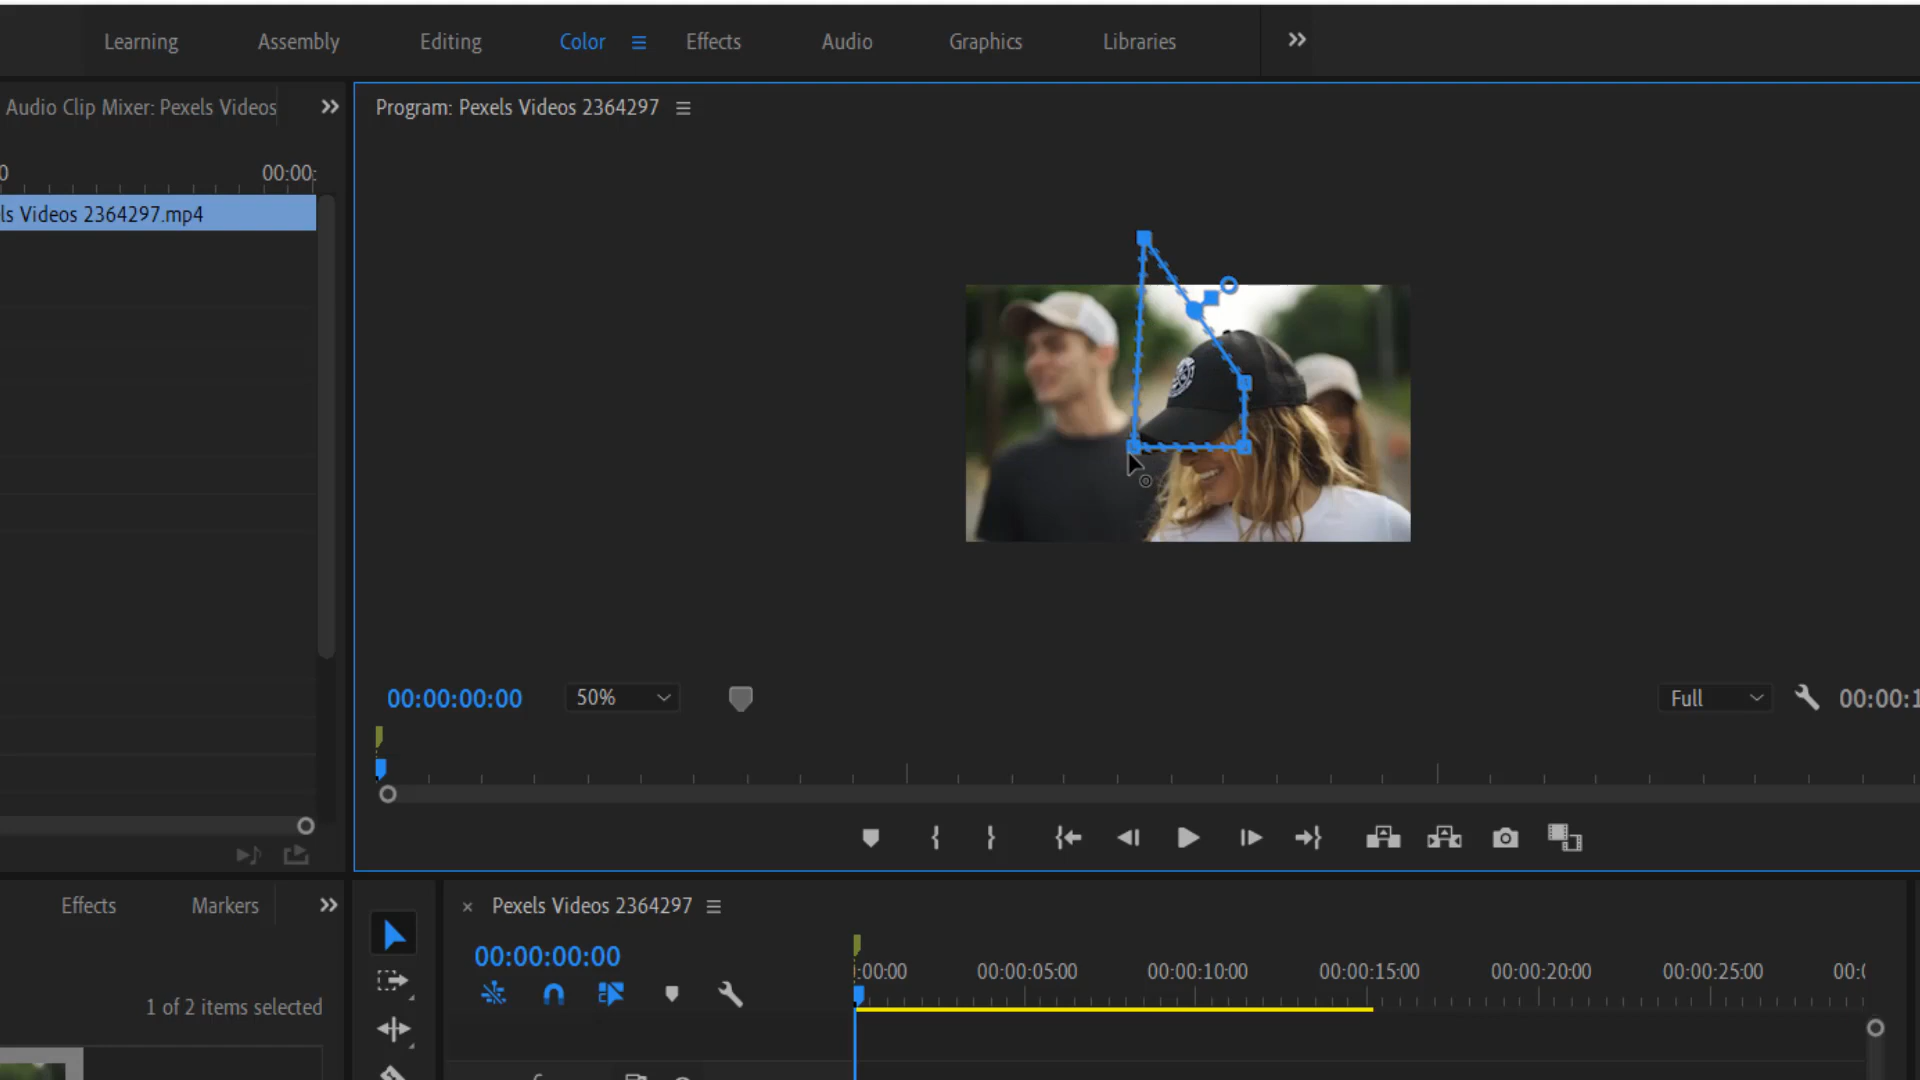 Learning Assembly Editing Color Effects Audio Graphics Libraries
Audio Clip Mixer: Pexels Videos
Program: Pexels Videos 2364297
0 00:00:
ls Videos 2364297.mp4
00:00:00:00 50% Full 00:00:1
Effects Markers
Pexels Videos 2364297
00:00:00:00
:00:00 00:00:05:00 00:00:10:00 00:00:15:00 00:00:20:00 00:00:25:00 00:0
1 of 2 items selected